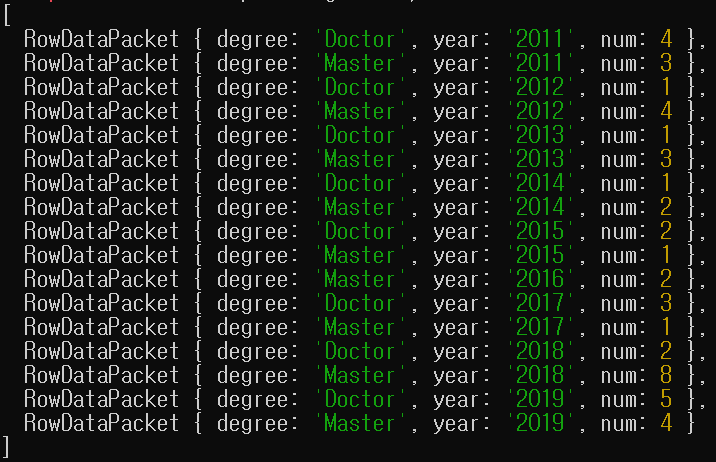 [
RowDataPacket { degree: 'Doctor', year: '2011', num: 4 },
RowDataPacket { degree: 'Master', year: '2011', num: 3 },
RowDataPacket { degree: 'Doctor', year: '2012', num: 1 },
RowDataPacket { degree: 'Master', year: '2012', num: 4 },
RowDataPacket { degree: 'Doctor', year: '2013', num: 1 },
RowDataPacket { degree: 'Master', year: '2013', num: 3 },
RowDataPacket { degree: 'Doctor', year: '2014', num: 1 },
RowDataPacket { degree: 'Master', year: '2014', num: 2 },
RowDataPacket { degree: 'Doctor', year: '2015', num: 2 },
RowDataPacket { degree: 'Master', year: '2015', num: 1 },
RowDataPacket { degree: 'Master', year: '2016', num: 2 },
RowDataPacket { degree: 'Doctor', year: '2017', num: 3 },
RowDataPacket { degree: 'Master', year: '2017', num: 1 },
RowDataPacket { degree: 'Doctor', year: '2018', num: 2 },
RowDataPacket { degree: 'Master', year: '2018', num: 8 },
RowDataPacket { degree: 'Doctor', year: '2019', num: 5 },
RowDataPacket { degree: 'Master', year: '2019', num: 4 }
]